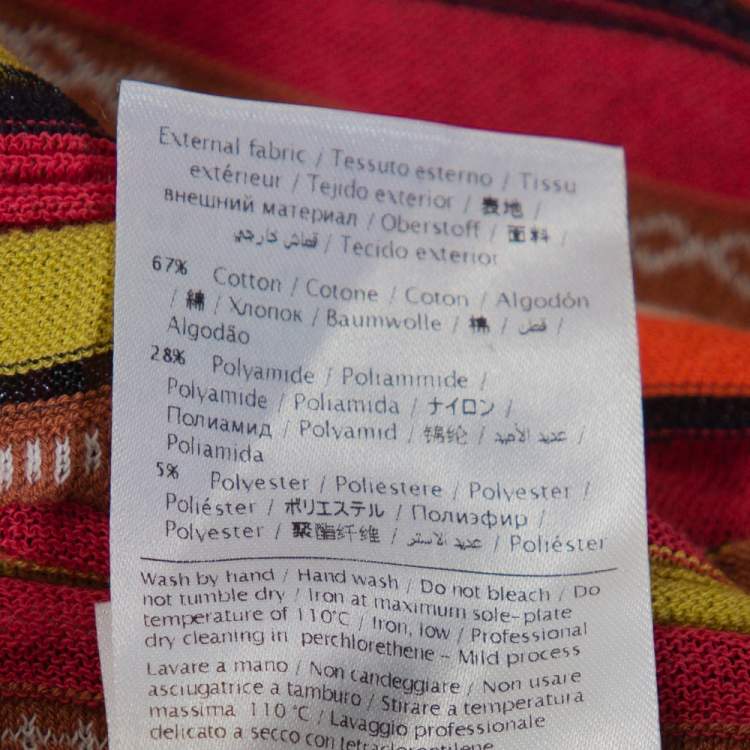 External fabric / Tessuto esterno / Tissu
extérieur / Tejido exterior / 表地 /
внешний материал / Oberstoff / 面料 /
قماش خارجي / Tecido exterior
67% Cotton / Cotone / Coton / Algodón
/ 綿 / Хлопок / Baumwolle / 棉 / قطن /
Algodão
28% Polyamide / Poliammide /
Polyamide / Poliamida / ナイロン /
Полиамид / Polyamid / 锦纶 / عديد الأميد /
Poliamida
5% Polyester / Poliestere / Polyester /
Poliéster / ポリエステル / Полиэфир /
Polyester / 聚酯纤维 / عديد الاستر / Poliéster
Wash by hand / Hand wash / Do not bleach / Do
not tumble dry / Iron at maximum sole-plate
temperature of 110°C / Iron, low / Professional
dry cleaning in perchlorethene - Mild process
Lavare a mano / Non candeggiare / Non usare
asciugatrice a tamburo / Stirare a temperatura
massima 110 °C / Lavaggio professionale
delicato a secco con